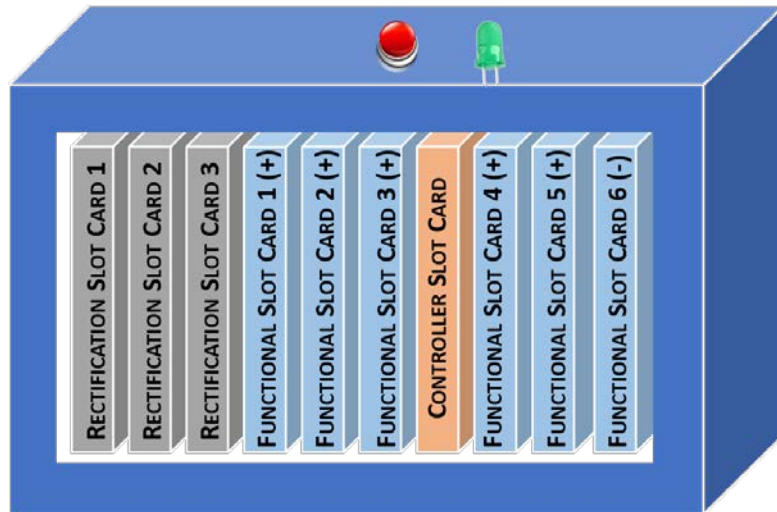 RECTIFICATION SLOT CARD 1
RECTIFICATION SLOT CARD 2
RECTIFICATION SLOT CARD 3
FUNCTIONAL SLOT CARD 1 (+)
FUNCTIONAL SLOT CARD 2 (+)
FUNCTIONAL SLOT CARD 3 (+)
CONTROLLER SLOT CARD
FUNCTIONAL SLOT CARD 4 (+)
FUNCTIONAL SLOT CARD 5 (+)
FUNCTIONAL SLOT CARD 6 (-)